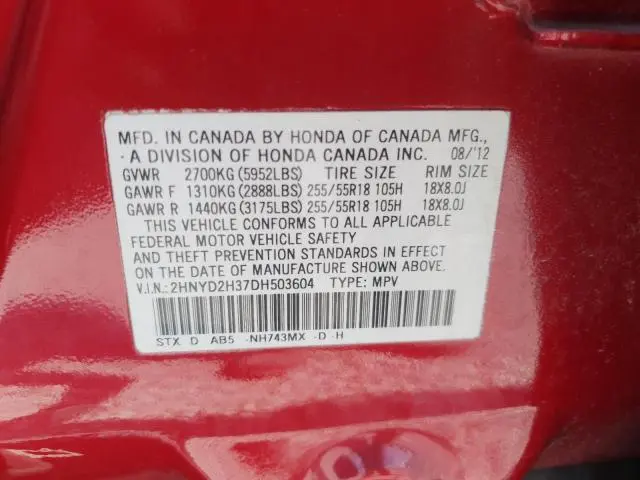 MFD. IN CANADA BY HONDA OF CANADA MFG.,
A DIVISION OF HONDA CANADA INC. 08/'12
GVWR 2700KG(5952LBS) TIRE SIZE RIM SIZE
GAWR F 1310KG(2888LBS) 255/55R18 105H 18X8.0J
GAWR R 1440KG(3175LBS) 255/55R18 105H 18X8.0J
THIS VEHICLE CONFORMS TO ALL APPLICABLE
FEDERAL MOTOR VEHICLE SAFETY
AND THEFT PREVENTION STANDARDS IN EFFECT
ON THE DATE OF MANUFACTURE SHOWN ABOVE.
V.I.N.:2HNYD2H37DH503604 TYPE: MPV
STX D AB5 -NH743MX -D -H